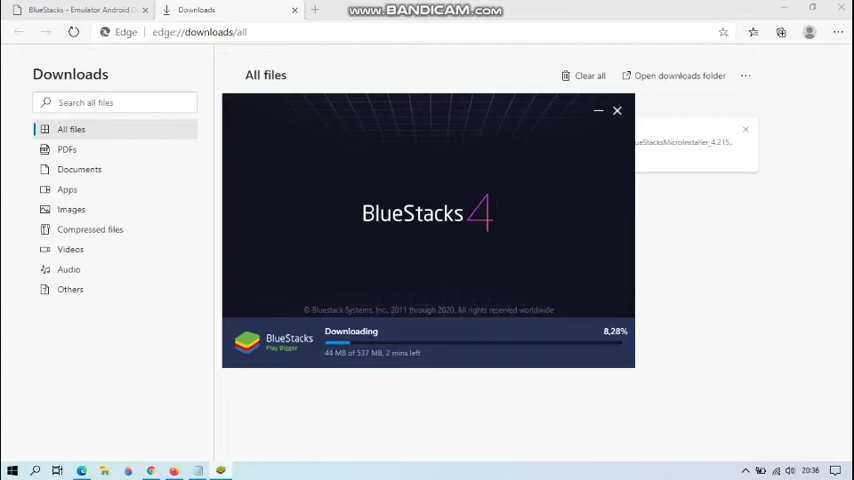 BlueStacks - Emulator Android G
Downloads
www.BANDICAM.com
Edge
edge://downloads/all
Downloads
All files
Clear all
Open downloads folder
Search all files
All files
PDFs
Documents
Apps
Images
Compressed files
Videos
Audio
Others
ueStacksMicroInstaller_4.215...
BlueStacks 4
© Bluestack Systems, Inc., 2011 through 2020, All rights reserved worldwide
BlueStacks
Play Bigger
Downloading
8,28%
44 MB of 537 MB, 2 mins left
20:36